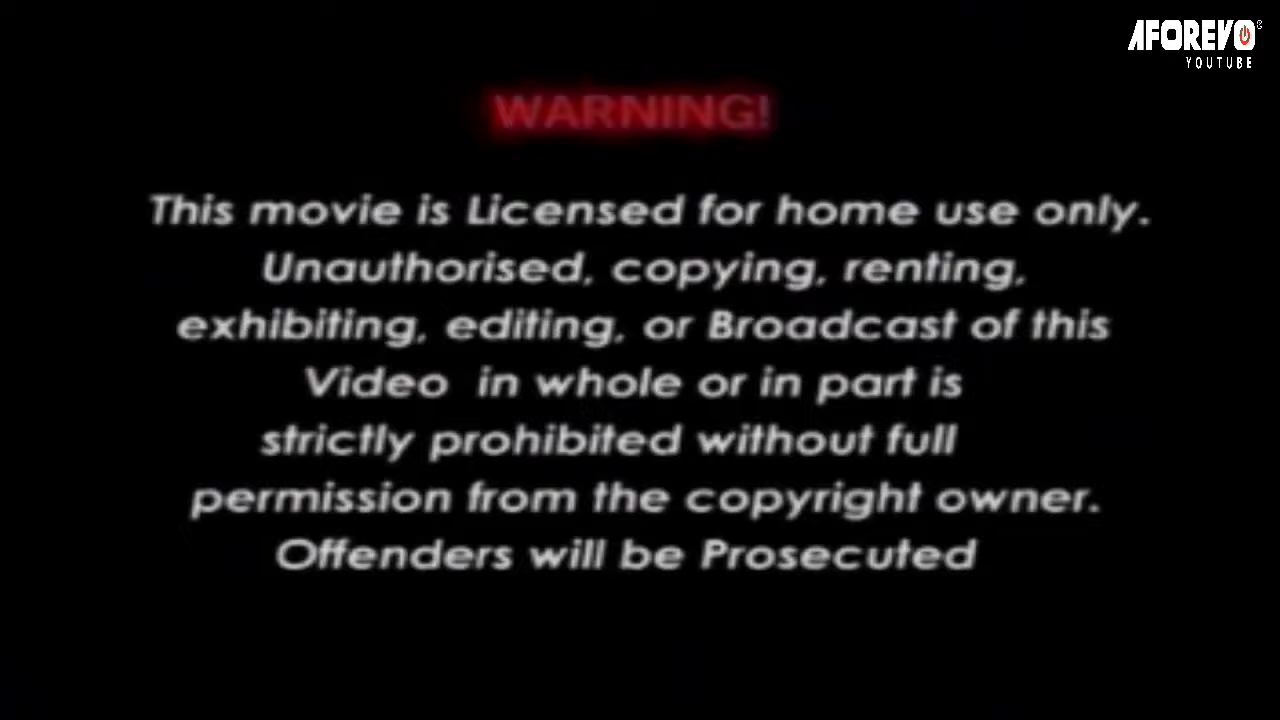 AFOREVO
YOUTUBE
WARNING!
This movie is Licensed for home use only.
Unauthorised, copying, renting,
exhibiting, editing, or Broadcast of this
Video in whole or in part is
strictly prohibited without full
permission from the copyright owner.
Offenders will be Prosecuted